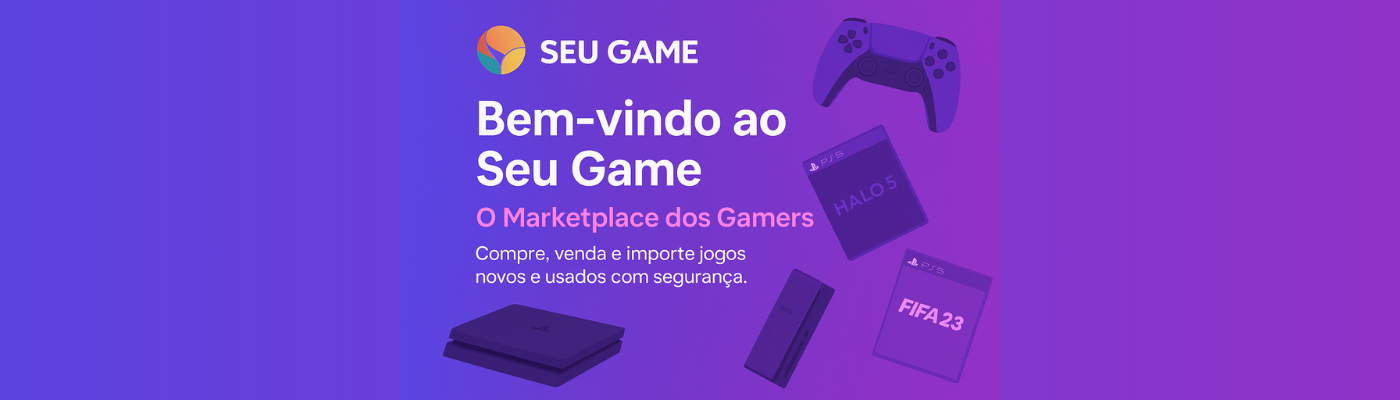 SEU GAME
Bem-vindo ao
Seu Game
O Marketplace dos Gamers
Compre, venda e importe jogos
novos e usados com segurança.
PS5
HALO 5
PS5
FIFA 23